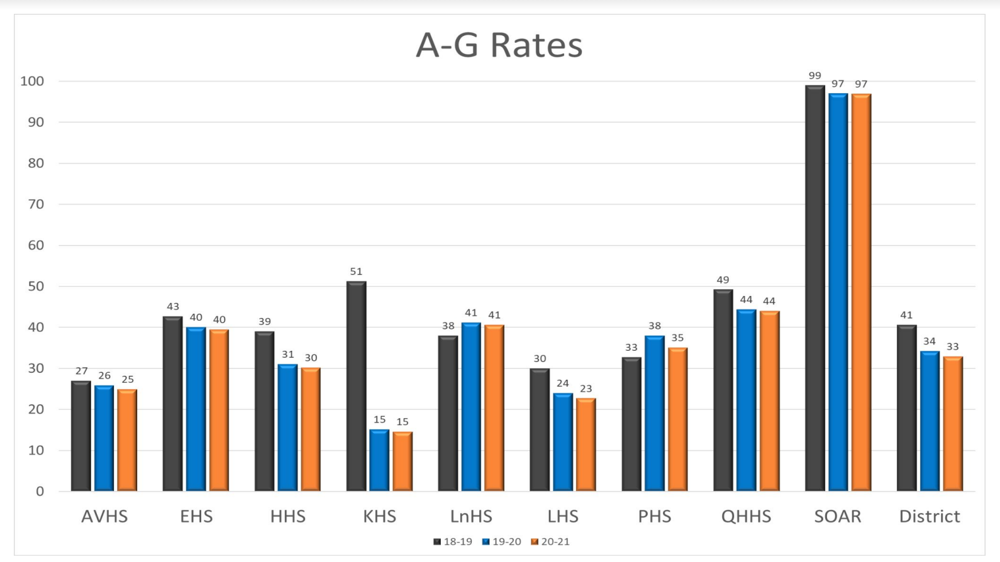 A-G Rates
100
90
80
70
60
50
40
30
20
10
0
27 26 25
43 40 40
39 31 30
51 15 15
38 41 41
30 24 23
33 38 35
49 44 44
99 97 97
41 34 33
AVHS EHS HHS KHS LnHS LHS PHS QHHS SOAR District
18-19 19-20 20-21